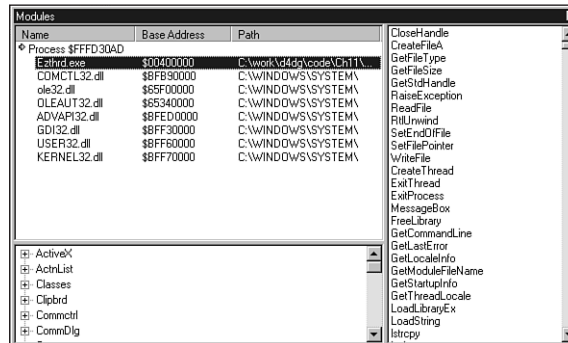 Modules
Name Base Address Path
Process $FFFD30AD
Ezthrd.exe $00400000 C:\work\d4dg\code\Ch11\...
COMCTL32.dll $BFB90000 C:\WINDOWS\SYSTEM\
ole32.dll $65F00000 C:\WINDOWS\SYSTEM\
OLEAUT32.dll $65340000 C:\WINDOWS\SYSTEM\
ADVAPI32.dll $BFED0000 C:\WINDOWS\SYSTEM\
GDI32.dll $BFF30000 C:\WINDOWS\SYSTEM\
USER32.dll $BFF60000 C:\WINDOWS\SYSTEM\
KERNEL32.dll $BFF70000 C:\WINDOWS\SYSTEM\
ActiveX
ActnList
Classes
Clipbrd
Commctrl
CommDlg
CloseHandle
CreateFileA
GetFileType
GetFileSize
GetStdHandle
RaiseException
ReadFile
RtlUnwind
SetEndOfFile
SetFilePointer
WriteFile
CreateThread
ExitThread
ExitProcess
MessageBox
FreeLibrary
GetCommandLine
GetLastError
GetLocaleInfo
GetModuleFileName
GetStartupInfo
GetThreadLocale
LoadLibraryEx
LoadString
lstrcpy